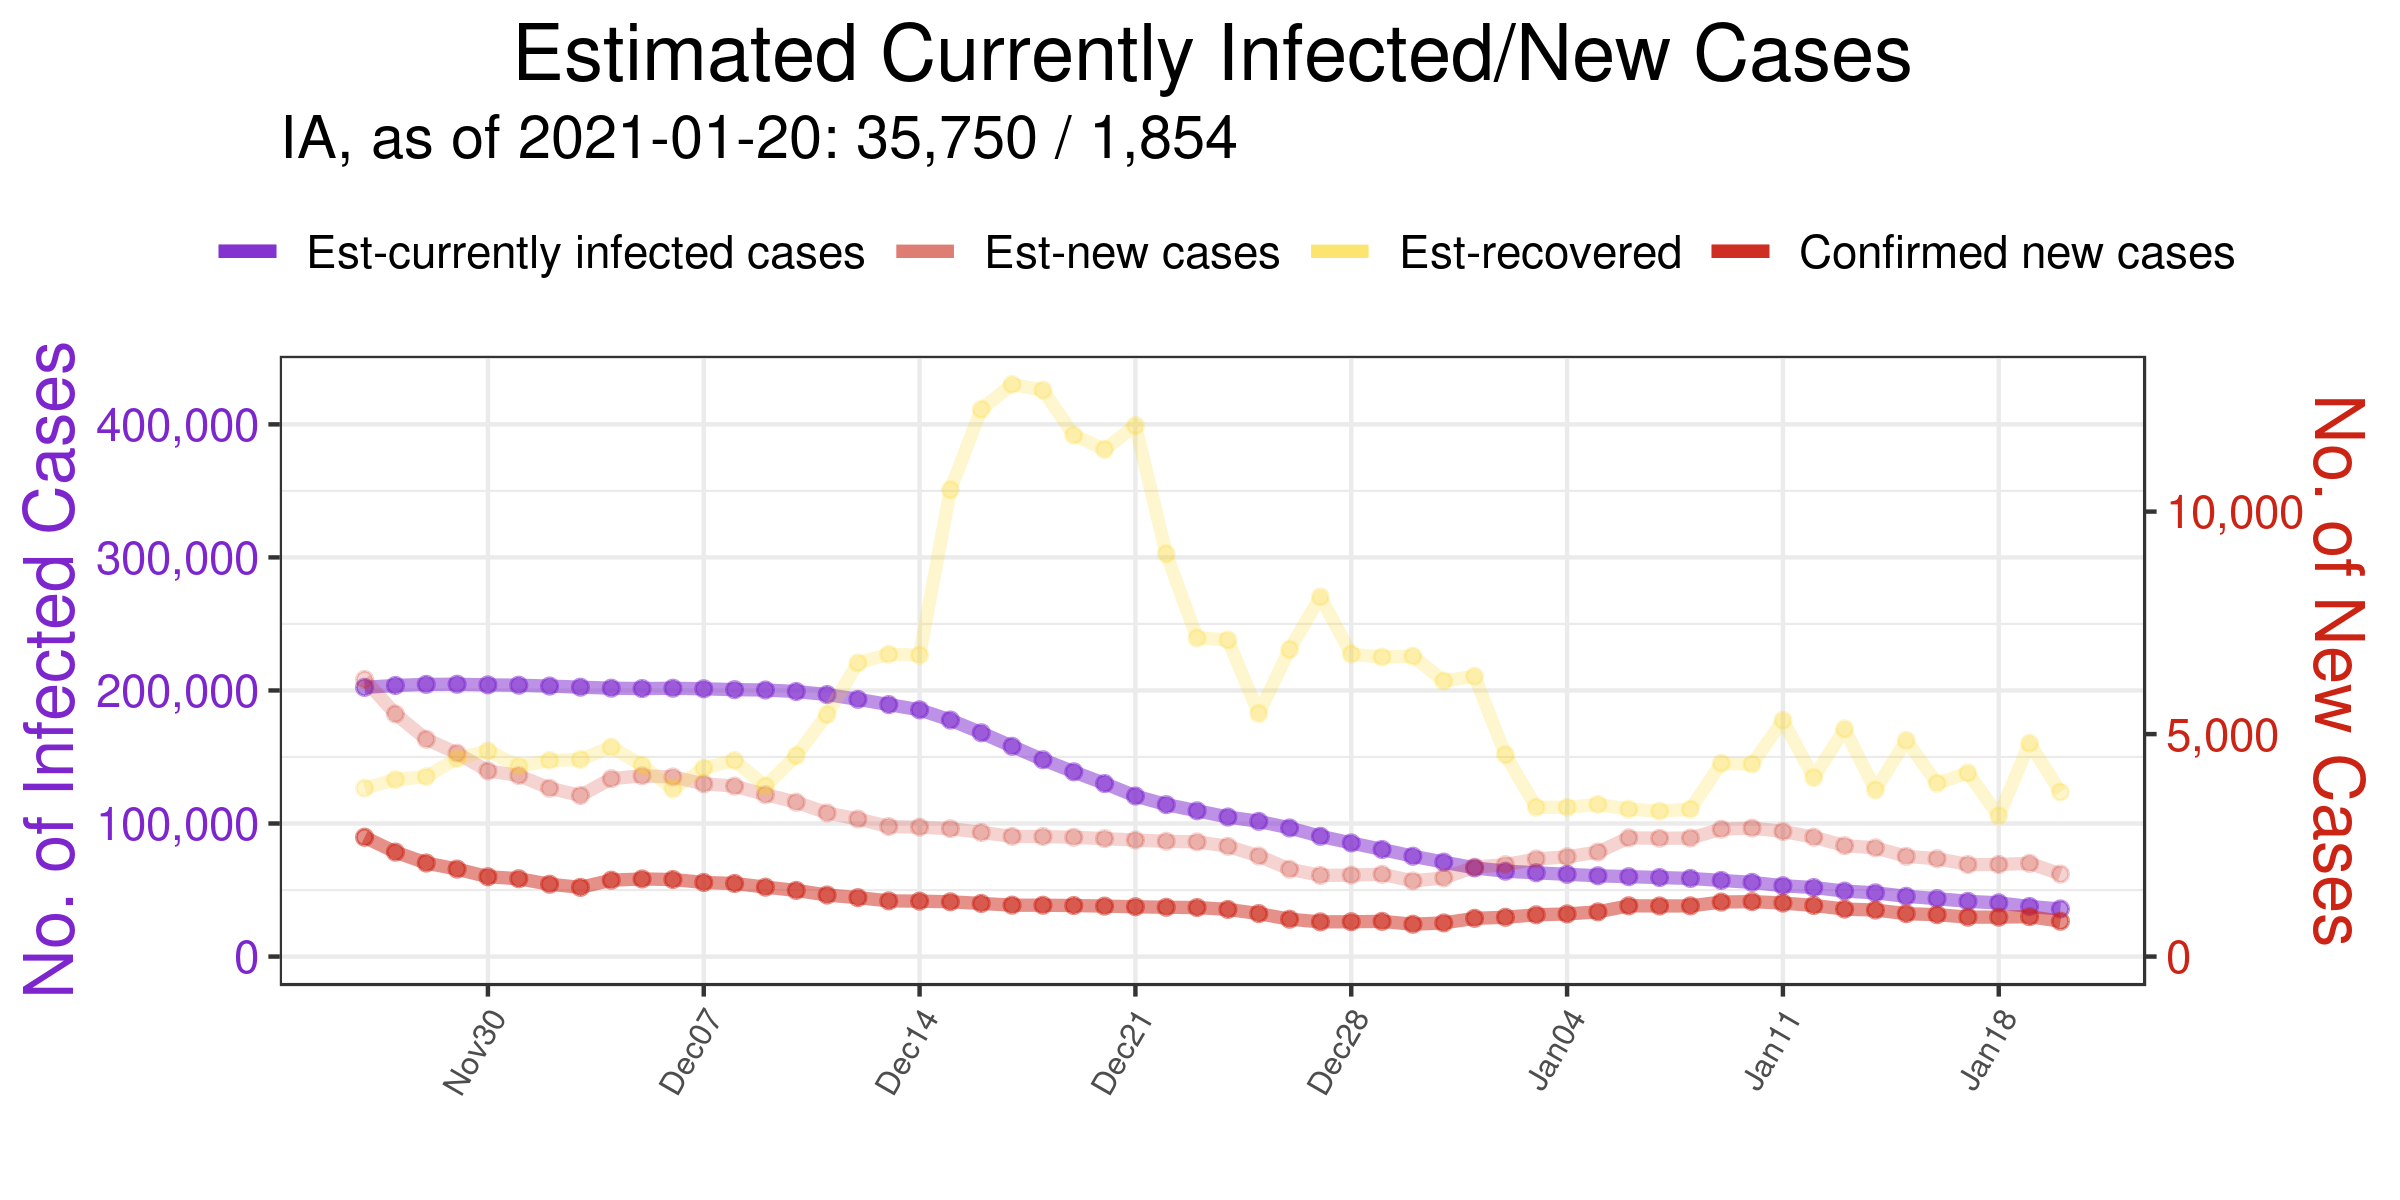 Estimated Currently Infected/New Cases
IA, as of 2021-01-20: 35,750 / 1,854
Est-currently infected cases Est-new cases Est-recovered Confirmed new cases
No. of Infected Cases
400,000
300,000
200,000
100,000
0
10,000
5,000
0
No. of New Cases
Nov30 Dec07 Dec14 Dec21 Dec28 Jan04 Jan11 Jan18